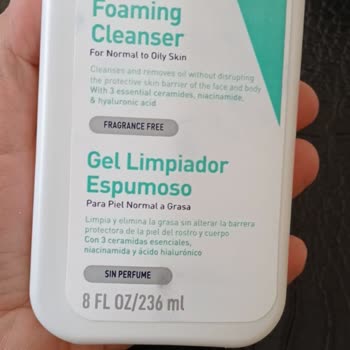 Foaming
Cleanser
For Normal to Oily Skin
Cleanses and removes oil without disrupting
the protective skin barrier of the face and body
With 3 essential ceramides, niacinamide,
& hyaluronic acid
FRAGRANCE FREE
Gel Limpiador
Espumoso
Para Piel Normal a Grasa
Limpia y elimina la grasa sin alterar la barrera
protectora de la piel del rostro y cuerpo
Con 3 ceramidas esenciales,
niacinamida y ácido hialurónico
SIN PERFUME
8 FL OZ/236 ml